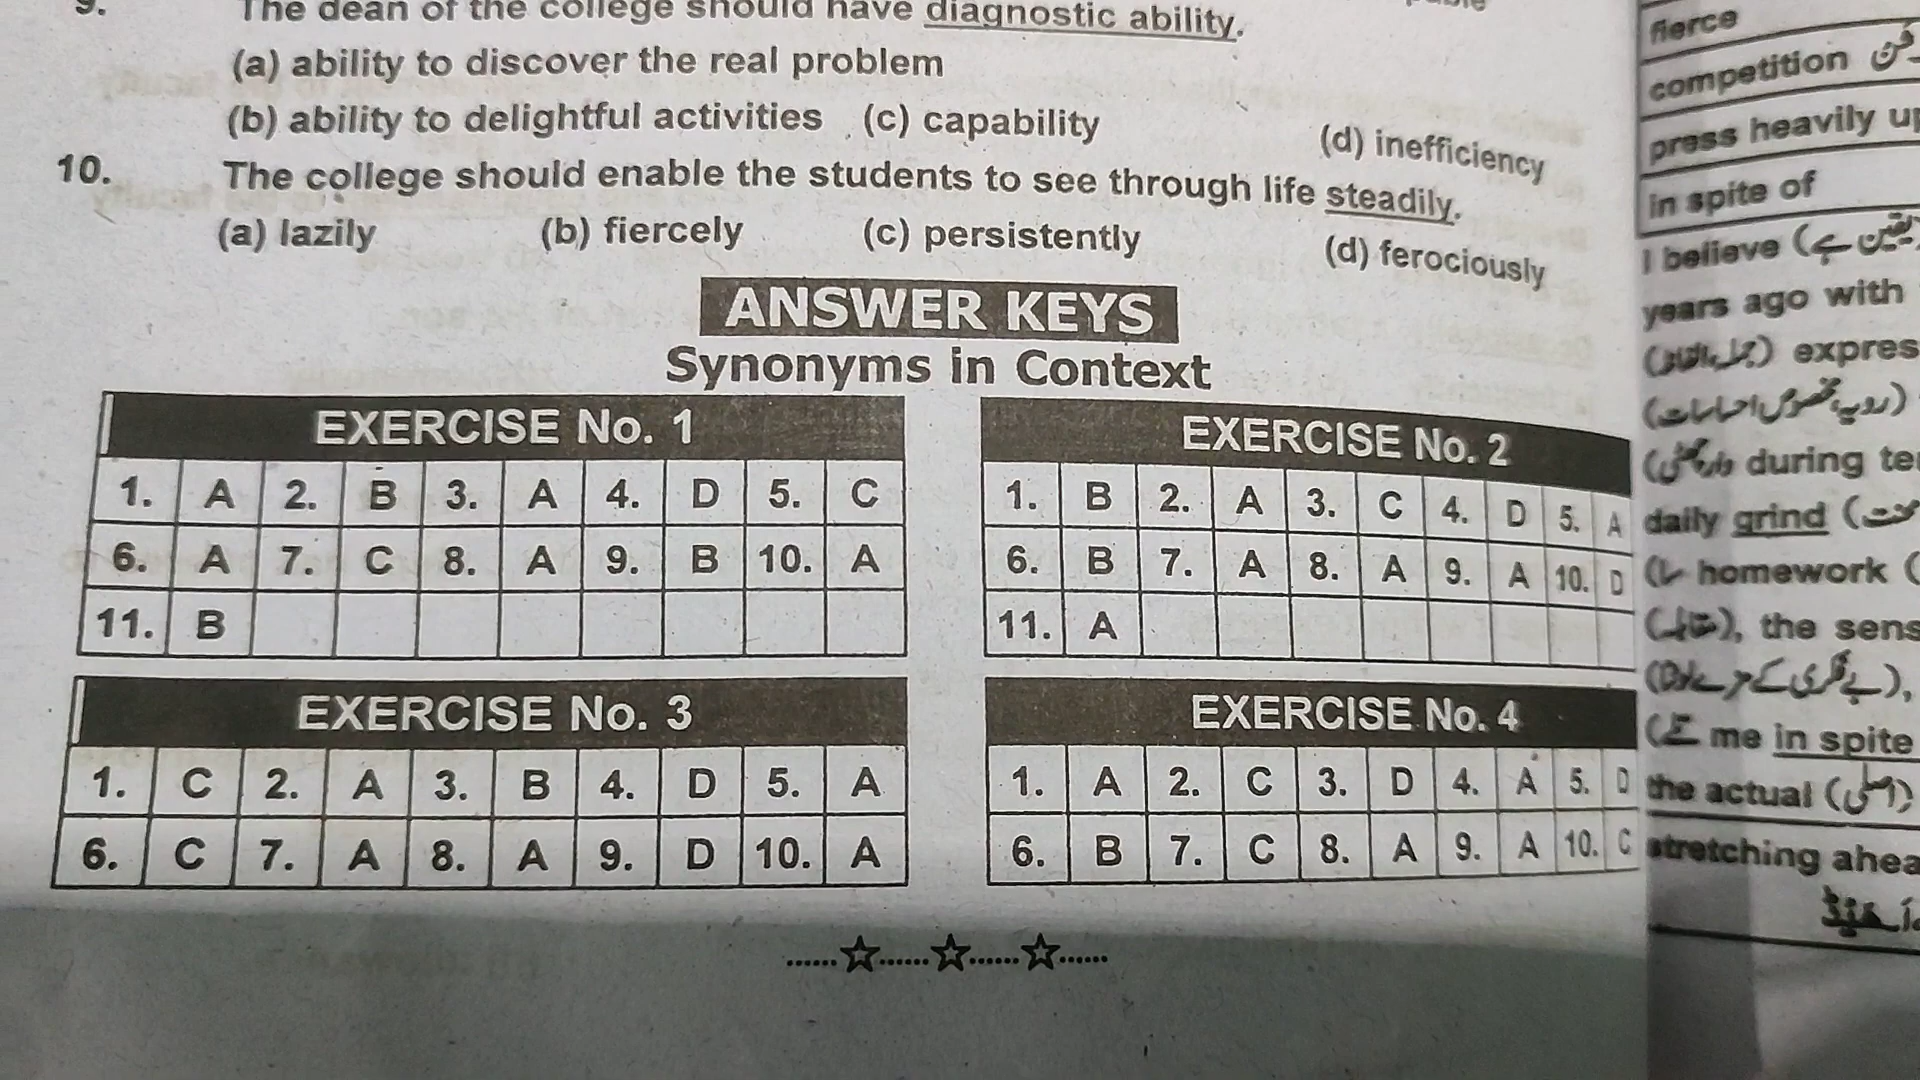 9. The dean of the college should have diagnostic ability.
(a) ability to discover the real problem
(b) ability to delightful activities (c) capability (d) inefficiency
10. The college should enable the students to see through life steadily.
(a) lazily (b) fiercely (c) persistently (d) ferociously
ANSWER KEYS
Synonyms in Context
EXERCISE No. 1
1. A 2. B 3. A 4. D 5. C
6. A 7. C 8. A 9. B 10. A
11. B
EXERCISE No. 2
1. B 2. A 3. C 4. D 5. A
6. B 7. A 8. A 9. A 10. D
11. A
EXERCISE No. 3
1. C 2. A 3. B 4. D 5. A
6. C 7. A 8. A 9. D 10. A
EXERCISE No. 4
1. A 2. C 3. D 4. A 5. D
6. B 7. C 8. A 9. A 10. C
fierce
competition
press heavily up
in spite of
I believe
years ago with
expres
during te
daily grind
homework
the sens
me in spite
the actual (اصلی)
stretching ahea